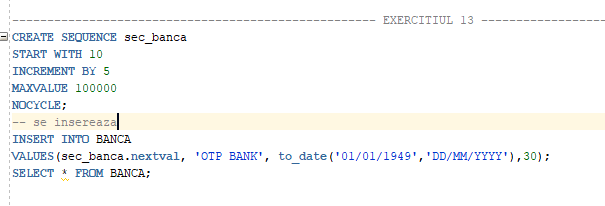 ------------------------------------------------ EXERCITIUL 13 ----------------
CREATE SEQUENCE sec_banca
START WITH 10
INCREMENT BY 5
MAXVALUE 100000
NOCYCLE;
-- se insereaza
INSERT INTO BANCA
VALUES(sec_banca.nextval, 'OTP BANK', to_date('01/01/1949','DD/MM/YYYY'),30);
SELECT * FROM BANCA;